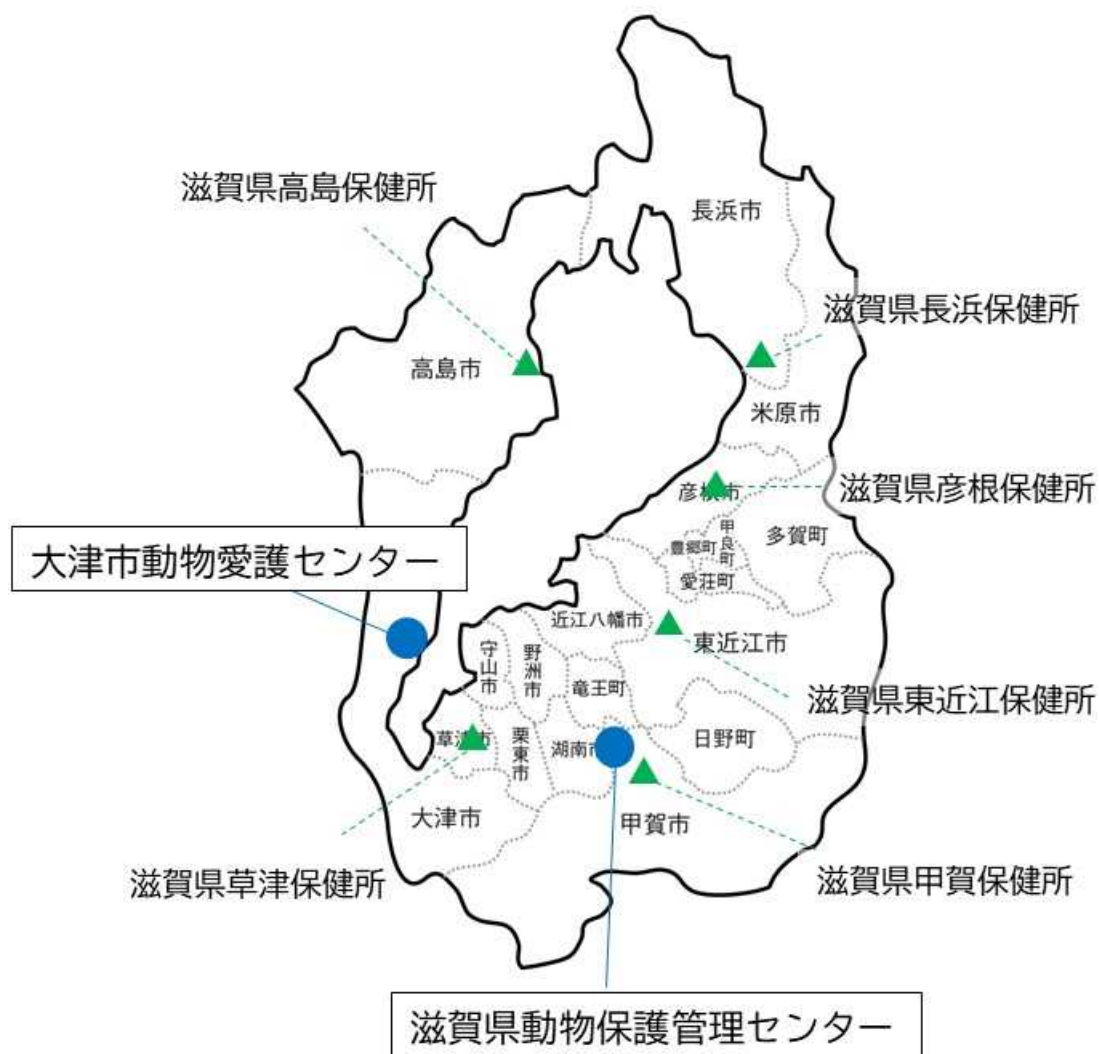 滋賀県高島保健所
長浜市
滋賀県長浜保健所
高島市
米原市
彦根市
滋賀県彦根保健所
甲良町
多賀町
豊郷町
大津市動物愛護センター
愛荘町
近江八幡市
東近江市
守山市
野洲市
竜王町
滋賀県東近江保健所
草津市
栗東市
湖南市
日野町
大津市
甲賀市
滋賀県草津保健所
滋賀県甲賀保健所
滋賀県動物保護管理センター